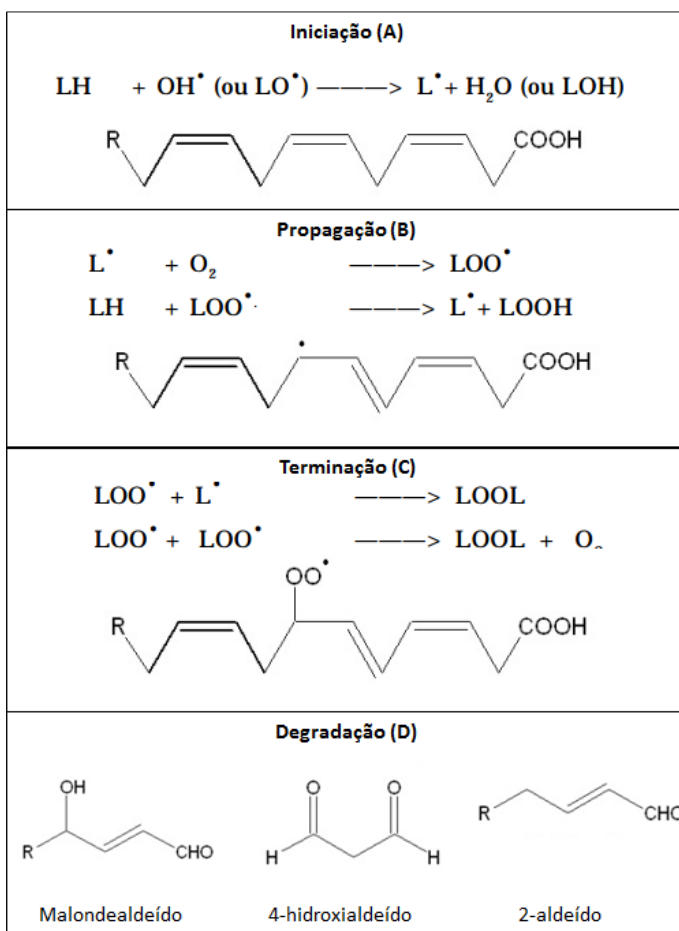 Iniciação (A)
LH + OH• (ou LO•) ———> L• + H₂O (ou LOH)
R COOH
Propagação (B)
L• + O₂ ———> LOO•
LH + LOO•· ———> L• + LOOH
R • COOH
Terminação (C)
LOO• + L• ———> LOOL
LOO• + LOO• ———> LOOL + O
OO•
R COOH
Degradação (D)
OH O O
R CHO H H R CHO
Malondealdeído 4-hidroxialdeído 2-aldeído